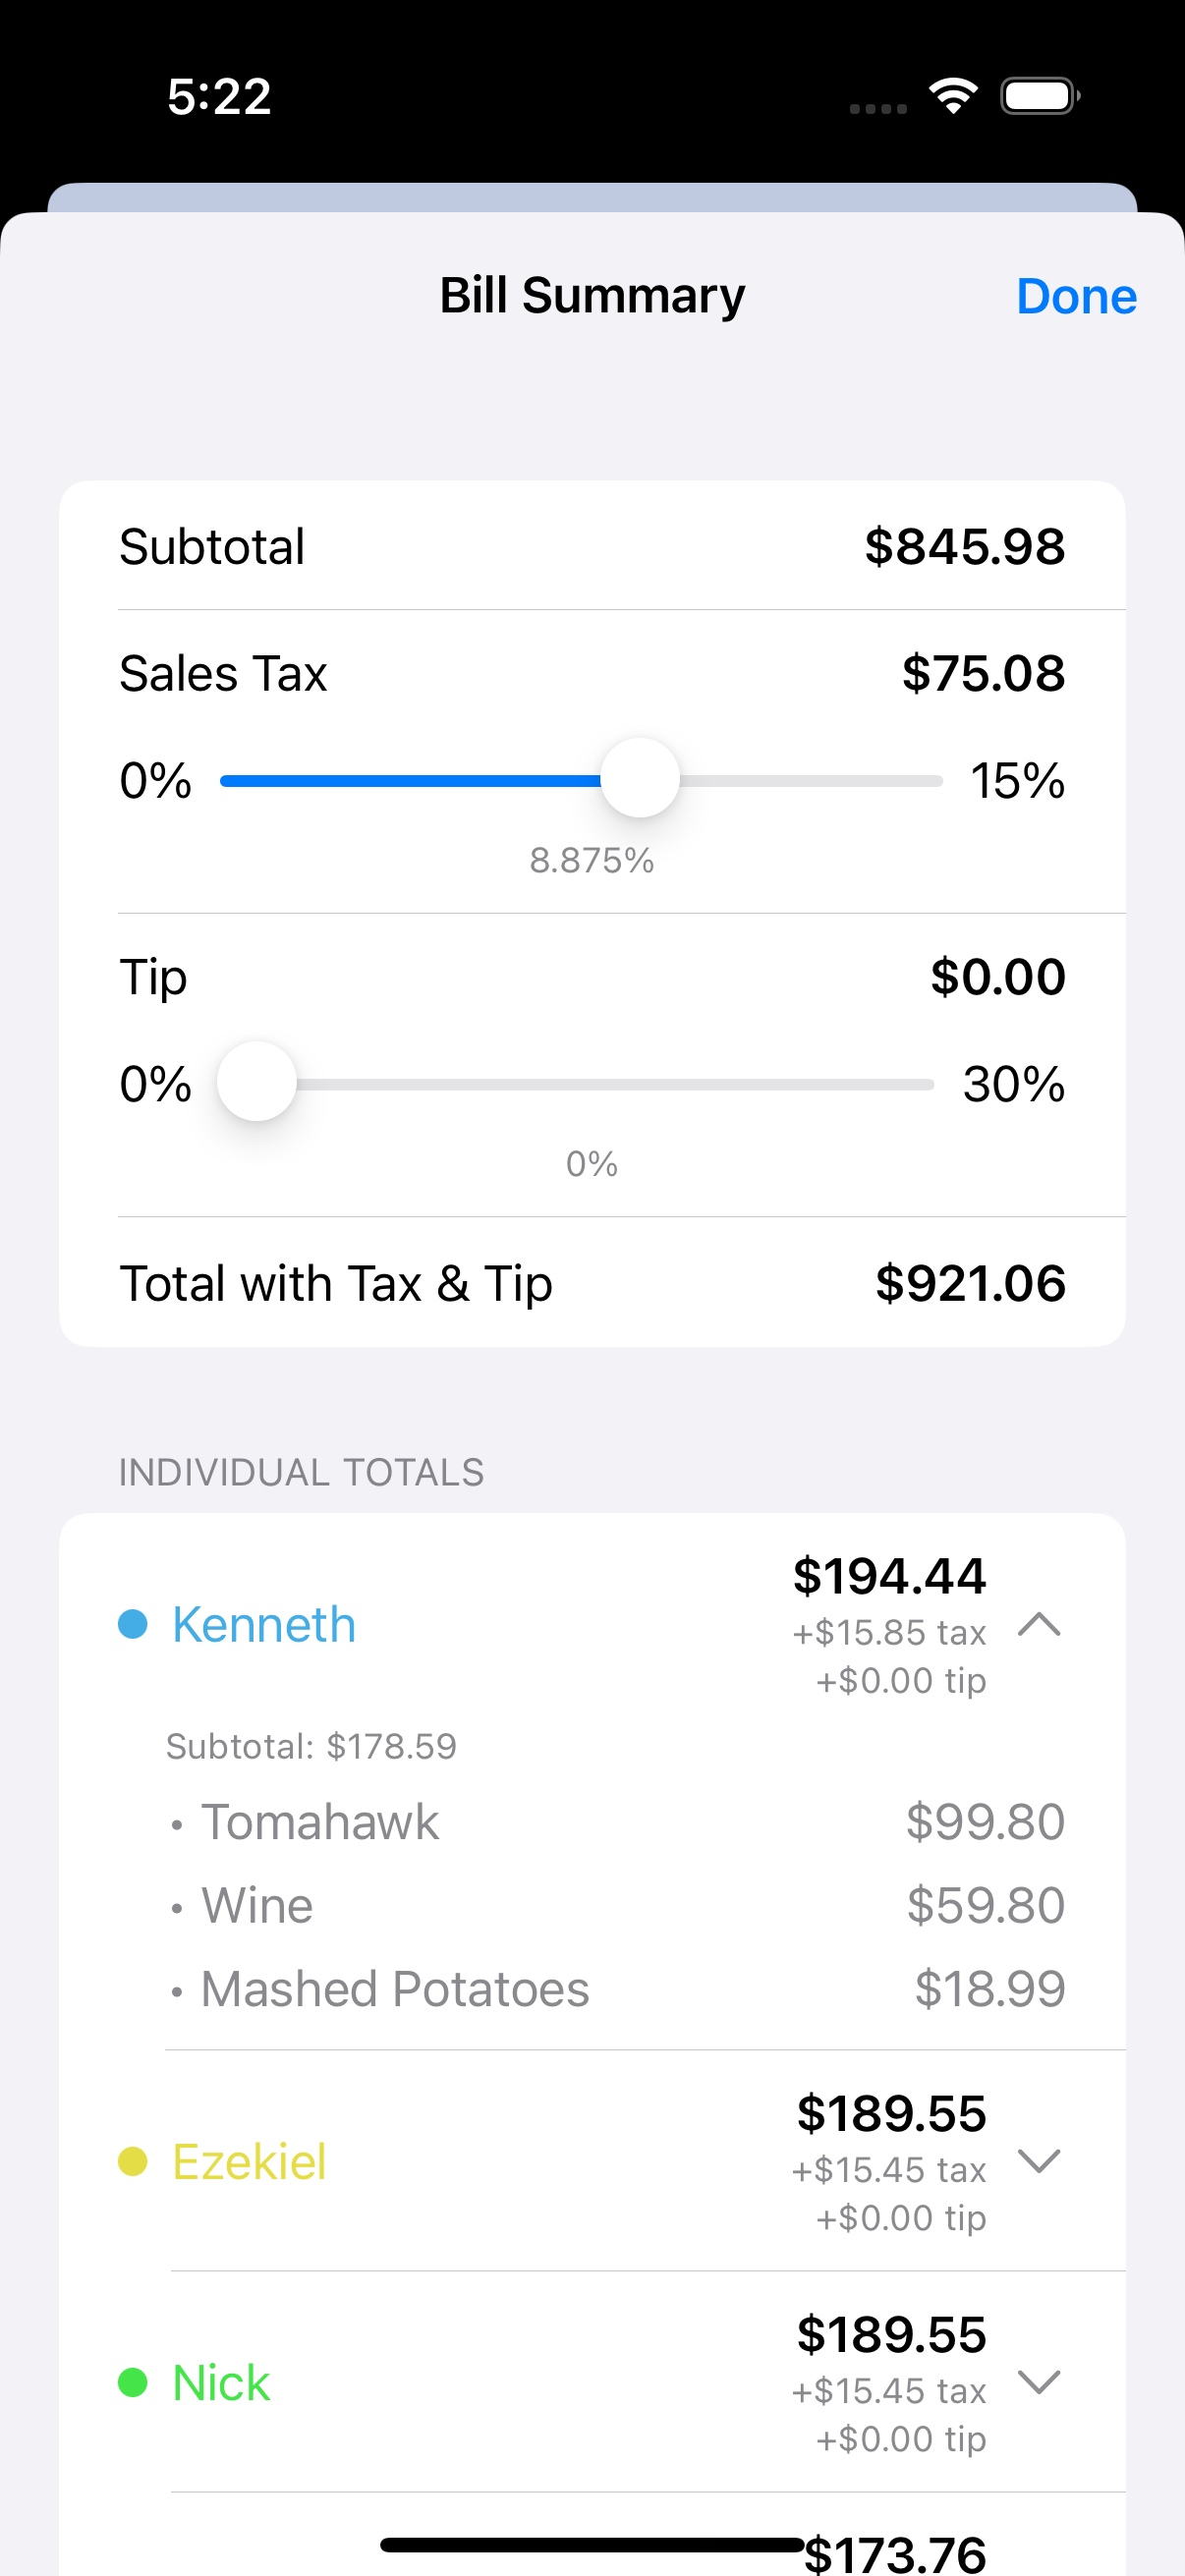 5:22
Bill Summary
Done
Subtotal $845.98
Sales Tax $75.08
0% 15%
8.875%
Tip $0.00
0% 30%
0%
Total with Tax & Tip $921.06
INDIVIDUAL TOTALS
$194.44
Kenneth +$15.85 tax
+$0.00 tip
Subtotal: $178.59
• Tomahawk $99.80
• Wine $59.80
• Mashed Potatoes $18.99
$189.55
Ezekiel +$15.45 tax
+$0.00 tip
$189.55
Nick +$15.45 tax
+$0.00 tip
$173.76